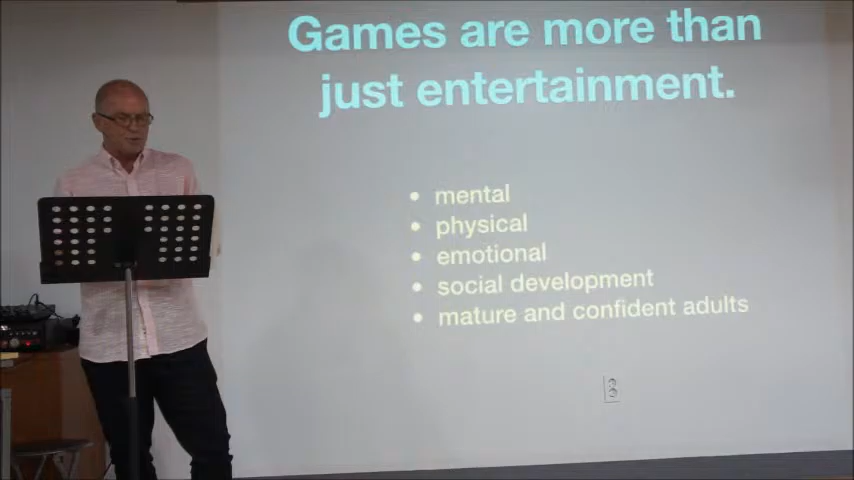 Games are more than
just entertainment.
• mental
• physical
• emotional
• social development
• mature and confident adults